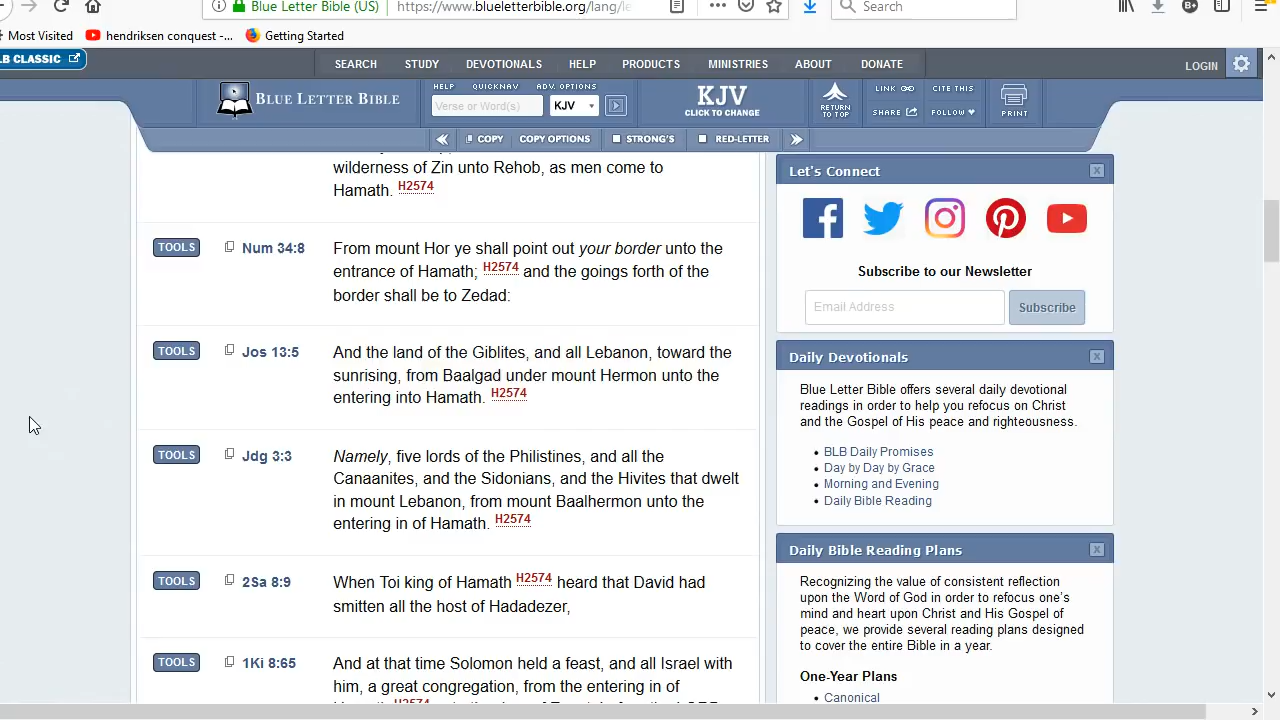 Blue Letter Bible (US)
https://www.blueletterbible.org/lang/le
Search
Most Visited
hendriksen conquest -...
Getting Started
LB CLASSIC
SEARCH STUDY DEVOTIONALS HELP PRODUCTS MINISTRIES ABOUT DONATE
LOGIN
BLUE LETTER BIBLE
HELP QUICKNAV ADV. OPTIONS
Verse or Word(s) KJV
KJV
CLICK TO CHANGE
RETURN
TO TOP
LINK CITE THIS
SHARE FOLLOW
PRINT
COPY COPY OPTIONS STRONG'S RED-LETTER
wilderness of Zin unto Rehob, as men come to
Hamath. H2574
TOOLS Num 34:8 From mount Hor ye shall point out your border unto the
entrance of Hamath; H2574 and the goings forth of the
border shall be to Zedad:
TOOLS Jos 13:5 And the land of the Giblites, and all Lebanon, toward the
sunrising, from Baalgad under mount Hermon unto the
entering into Hamath. H2574
TOOLS Jdg 3:3 Namely, five lords of the Philistines, and all the
Canaanites, and the Sidonians, and the Hivites that dwelt
in mount Lebanon, from mount Baalhermon unto the
entering in of Hamath. H2574
TOOLS 2Sa 8:9 When Toi king of Hamath H2574 heard that David had
smitten all the host of Hadadezer,
TOOLS 1Ki 8:65 And at that time Solomon held a feast, and all Israel with
him, a great congregation, from the entering in of
Let's Connect
Subscribe to our Newsletter
Email Address Subscribe
Daily Devotionals
Blue Letter Bible offers several daily devotional
readings in order to help you refocus on Christ
and the Gospel of His peace and righteousness.
BLB Daily Promises
Day by Day by Grace
Morning and Evening
Daily Bible Reading
Daily Bible Reading Plans
Recognizing the value of consistent reflection
upon the Word of God in order to refocus one's
mind and heart upon Christ and His Gospel of
peace, we provide several reading plans designed
to cover the entire Bible in a year.
One-Year Plans
Canonical